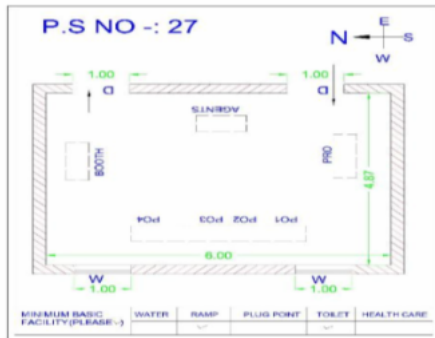 P.S NO -: 27
E
N S
W
1.00 1.00
D D
AGENTS
BOOTH
PRO
4.87
PO4 PO3 PO2 PO1
6.00
W W
1.00 1.00
MINIMUM BASIC FACILITY(PLEASE✓) WATER RAMP PLUG POINT TOILET HEALTH CARE
✓ ✓